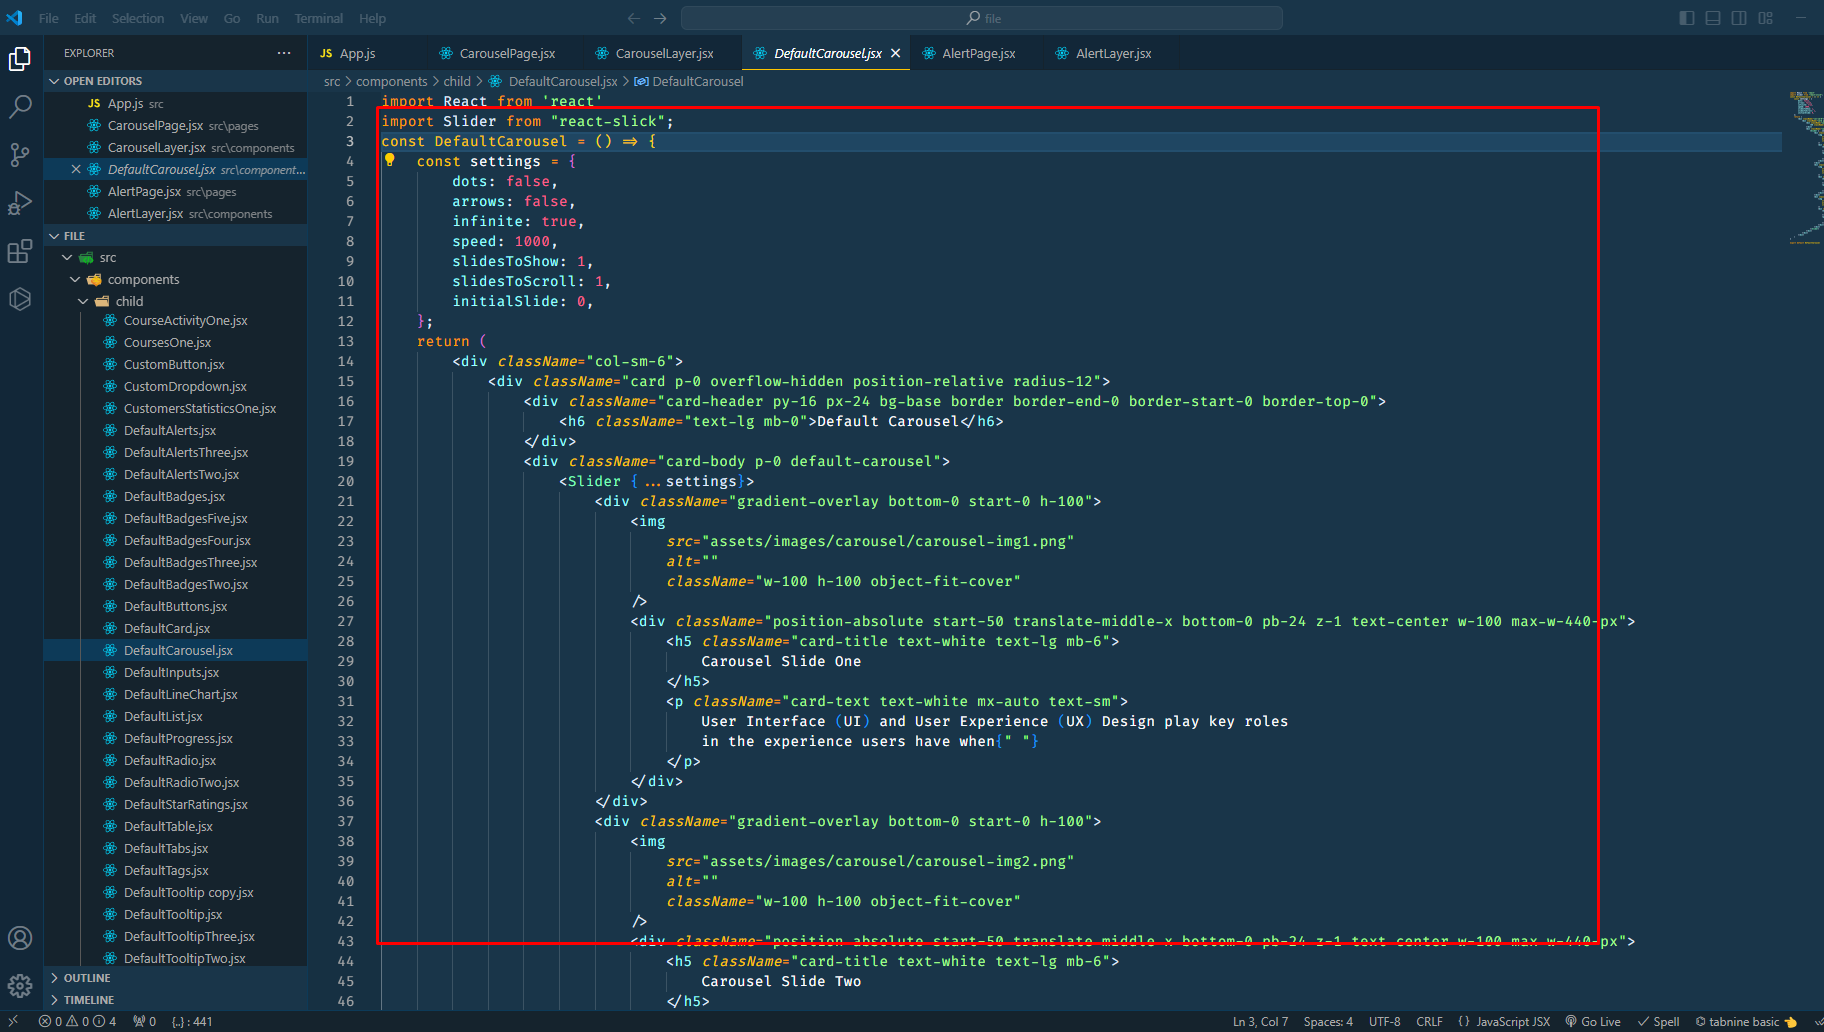 File Edit Selection View Go Run Terminal Help
file
EXPLORER
JS App.js
CarouselPage.jsx
CarouselLayer.jsx
DefaultCarousel.jsx
AlertPage.jsx
AlertLayer.jsx
OPEN EDITORS
JS App.js src
CarouselPage.jsx src\pages
CarouselLayer.jsx src\components
DefaultCarousel.jsx src\component...
AlertPage.jsx src\pages
AlertLayer.jsx src\components
FILE
src
components
child
CourseActivityOne.jsx
CoursesOne.jsx
CustomButton.jsx
CustomDropdown.jsx
CustomersStatisticsOne.jsx
DefaultAlerts.jsx
DefaultAlertsThree.jsx
DefaultAlertsTwo.jsx
DefaultBadges.jsx
DefaultBadgesFive.jsx
DefaultBadgesFour.jsx
DefaultBadgesThree.jsx
DefaultBadgesTwo.jsx
DefaultButtons.jsx
DefaultCard.jsx
DefaultCarousel.jsx
DefaultInputs.jsx
DefaultLineChart.jsx
DefaultList.jsx
DefaultProgress.jsx
DefaultRadio.jsx
DefaultRadioTwo.jsx
DefaultStarRatings.jsx
DefaultTable.jsx
DefaultTabs.jsx
DefaultTags.jsx
DefaultTooltip copy.jsx
DefaultTooltip.jsx
DefaultTooltipThree.jsx
DefaultTooltipTwo.jsx
OUTLINE
TIMELINE
src > components > child > DefaultCarousel.jsx > DefaultCarousel
1 import React from 'react'
2 import Slider from "react-slick";
3 const DefaultCarousel = () => {
4 const settings = {
5 dots: false,
6 arrows: false,
7 infinite: true,
8 speed: 1000,
9 slidesToShow: 1,
10 slidesToScroll: 1,
11 initialSlide: 0,
12 };
13 return (
14 <div className="col-sm-6">
15 <div className="card p-0 overflow-hidden position-relative radius-12">
16 <div className="card-header py-16 px-24 bg-base border border-end-0 border-start-0 border-top-0">
17 <h6 className="text-lg mb-0">Default Carousel</h6>
18 </div>
19 <div className="card-body p-0 default-carousel">
20 <Slider {...settings}>
21 <div className="gradient-overlay bottom-0 start-0 h-100">
22 <img
23 src="assets/images/carousel/carousel-img1.png"
24 alt=""
25 className="w-100 h-100 object-fit-cover"
26 />
27 <div className="position-absolute start-50 translate-middle-x bottom-0 pb-24 z-1 text-center w-100 max-w-440-px">
28 <h5 className="card-title text-white text-lg mb-6">
29 Carousel Slide One
30 </h5>
31 <p className="card-text text-white mx-auto text-sm">
32 User Interface (UI) and User Experience (UX) Design play key roles
33 in the experience users have when{" "}
34 </p>
35 </div>
36 </div>
37 <div className="gradient-overlay bottom-0 start-0 h-100">
38 <img
39 src="assets/images/carousel/carousel-img2.png"
40 alt=""
41 className="w-100 h-100 object-fit-cover"
42 />
43 <div className="position-absolute start-50 translate-middle-x bottom-0 pb-24 z-1 text-center w-100 max-w-440-px">
44 <h5 className="card-title text-white text-lg mb-6">
45 Carousel Slide Two
46 </h5>
0 0 4 0 {..} : 441
Ln 3, Col 7 Spaces: 4 UTF-8 CRLF {} JavaScript JSX Go Live Spell tabnine basic